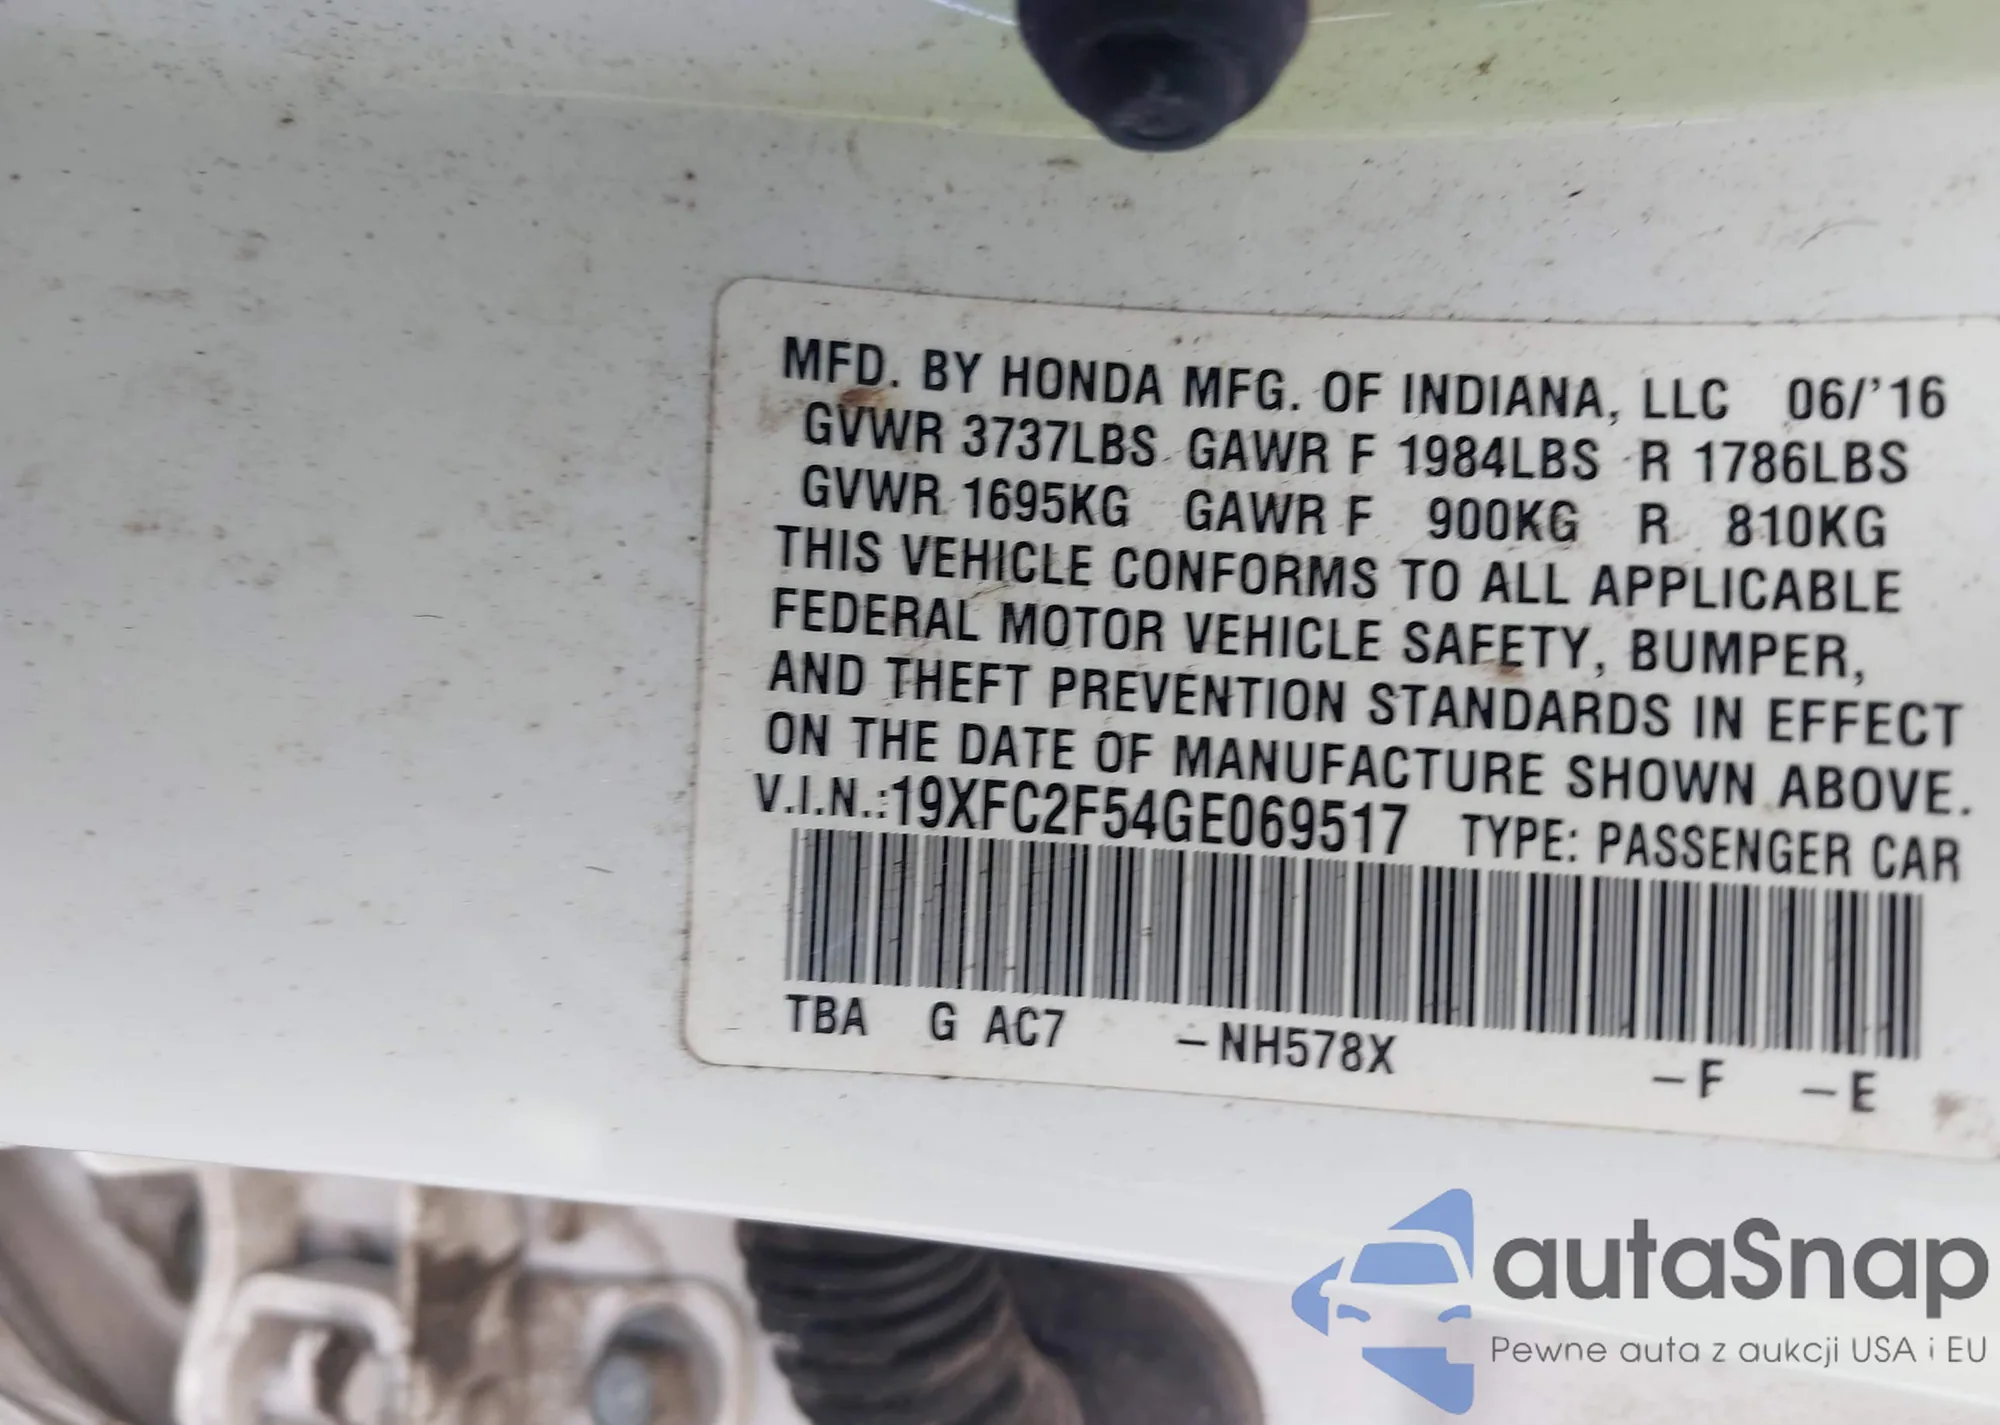 MFD. BY HONDA MFG. OF INDIANA, LLC 06/'16
GVWR 3737LBS GAWR F 1984LBS R 1786LBS
GVWR 1695KG GAWR F 900KG R 810KG
THIS VEHICLE CONFORMS TO ALL APPLICABLE
FEDERAL MOTOR VEHICLE SAFETY, BUMPER,
AND THEFT PREVENTION STANDARDS IN EFFECT
ON THE DATE OF MANUFACTURE SHOWN ABOVE.
V.I.N.:19XFC2F54GE069517 TYPE: PASSENGER CAR
TBA G AC7 -NH578X -F -E
autaSnap
Pewne auta z aukcji USA i EU